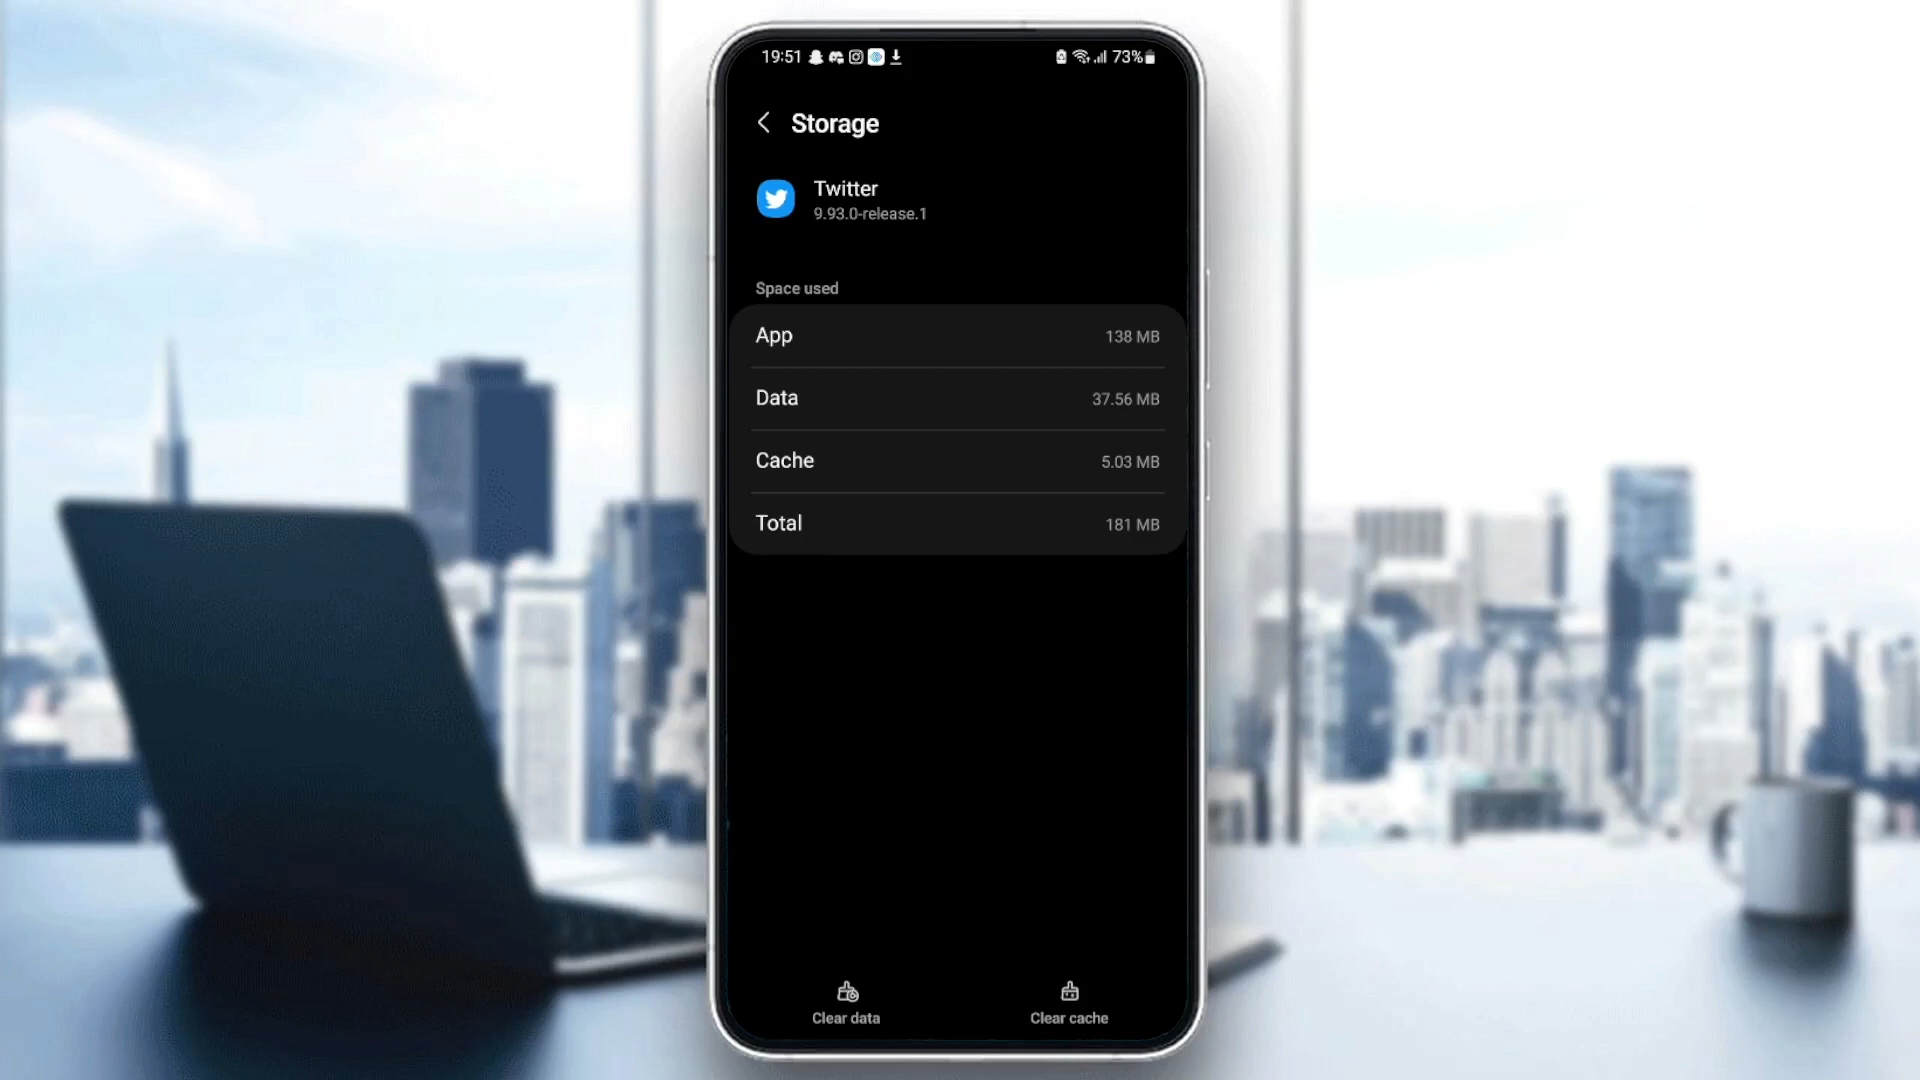 19:51 73%
Storage
Twitter
9.93.0-release.1
Space used
App 138 MB
Data 37.56 MB
Cache 5.03 MB
Total 181 MB
Clear data Clear cache